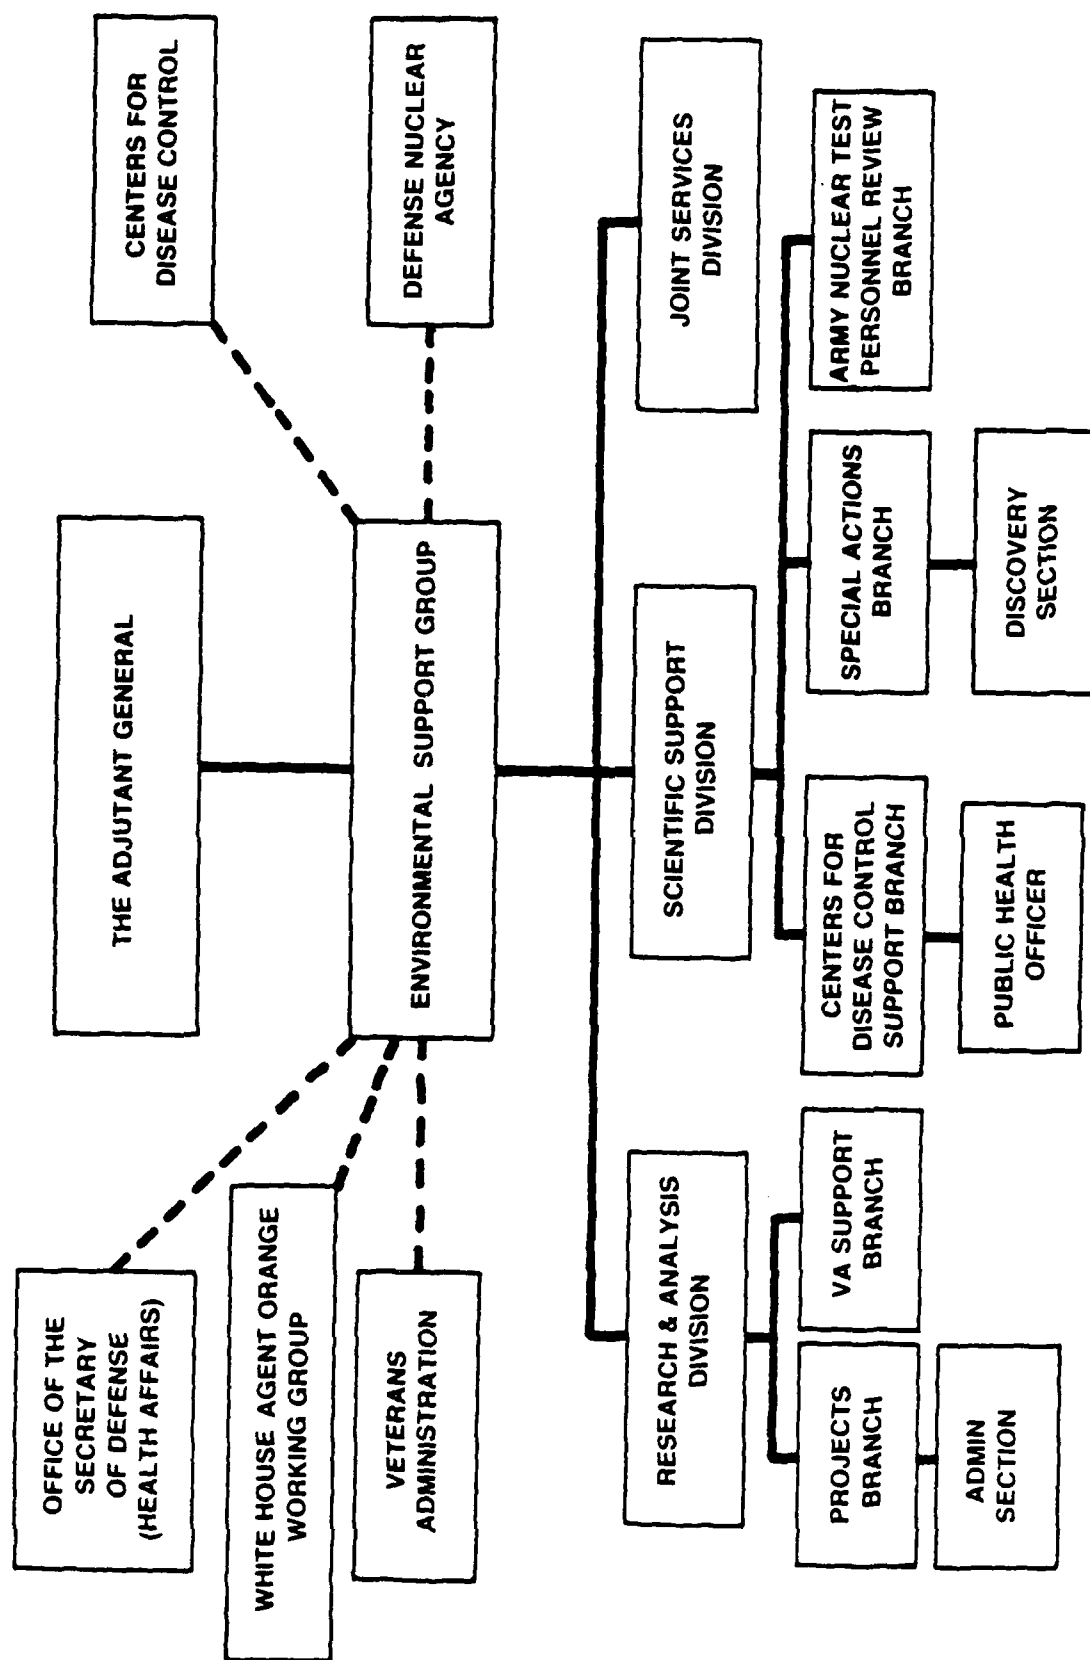 THE ADJUTANT GENERAL
OFFICE OF THE
SECRETARY
OF DEFENSE
(HEALTH AFFAIRS)
CENTERS FOR
DISEASE CONTROL
WHITE HOUSE AGENT ORANGE
WORKING GROUP
ENVIRONMENTAL SUPPORT GROUP
VETERANS
ADMINISTRATION
DEFENSE NUCLEAR
AGENCY
RESEARCH & ANALYSIS
DIVISION
SCIENTIFIC SUPPORT
DIVISION
JOINT SERVICES
DIVISION
PROJECTS
BRANCH
VA SUPPORT
BRANCH
CENTERS FOR
DISEASE CONTROL
SUPPORT BRANCH
SPECIAL ACTIONS
BRANCH
ARMY NUCLEAR TEST
PERSONNEL REVIEW
BRANCH
ADMIN
SECTION
PUBLIC HEALTH
OFFICER
DISCOVERY
SECTION